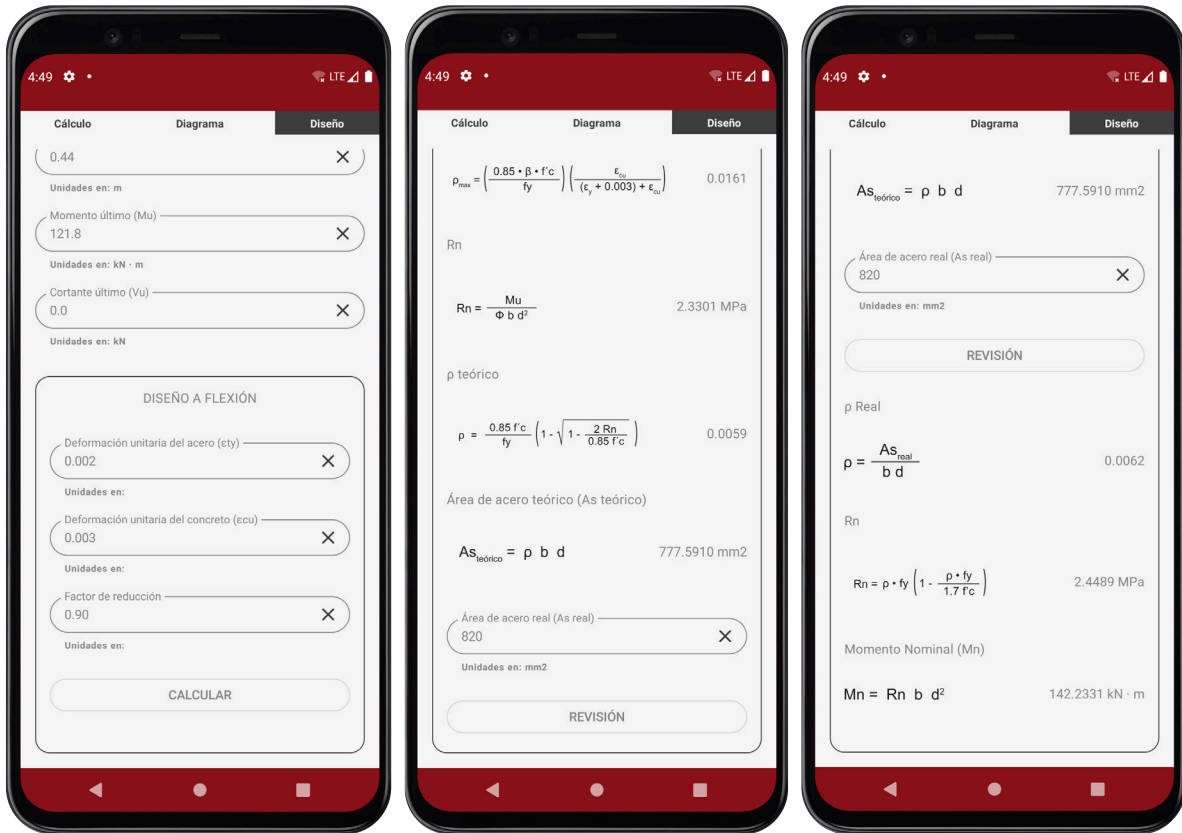 4:49
LTE
Cálculo Diagrama Diseño
0.44
Unidades en: m
Momento último (Mu)
121.8
Unidades en: kN · m
Cortante último (Vu)
0.0
Unidades en: kN
DISEÑO A FLEXIÓN
Deformación unitaria del acero (εty)
0.002
Unidades en:
Deformación unitaria del concreto (εcu)
0.003
Unidades en:
Factor de reducción
0.90
Unidades en:
CALCULAR
4:49
LTE
Cálculo Diagrama Diseño
ρmax = (0.85 • β • f´c / fy) (εcu / (εy + 0.003) + εcu) 0.0161
Rn
Rn = Mu / Φ b d² 2.3301 MPa
ρ teórico
ρ = 0.85 f´c / fy (1 - √ 1 - 2 Rn / 0.85 f´c) 0.0059
Área de acero teórico (As teórico)
Asteórico = ρ b d 777.5910 mm2
Área de acero real (As real)
820
Unidades en: mm2
REVISIÓN
4:49
LTE
Cálculo Diagrama Diseño
Asteórico = ρ b d 777.5910 mm2
Área de acero real (As real)
820
Unidades en: mm2
REVISIÓN
ρ Real
ρ = Asreal / b d 0.0062
Rn
Rn = ρ • fy (1 - ρ • fy / 1.7 f'c) 2.4489 MPa
Momento Nominal (Mn)
Mn = Rn b d² 142.2331 kN · m